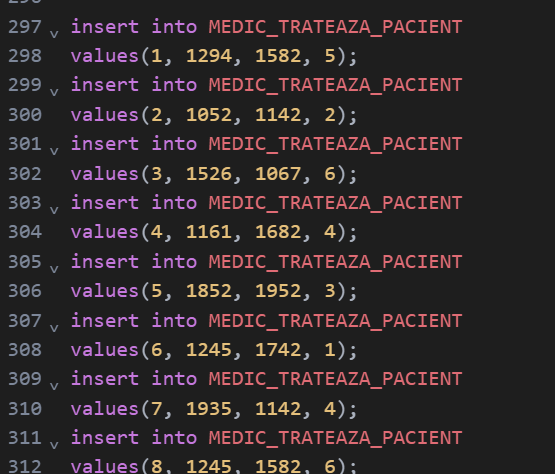 297 insert into MEDIC_TRATEAZA_PACIENT
298 values(1, 1294, 1582, 5);
299 insert into MEDIC_TRATEAZA_PACIENT
300 values(2, 1052, 1142, 2);
301 insert into MEDIC_TRATEAZA_PACIENT
302 values(3, 1526, 1067, 6);
303 insert into MEDIC_TRATEAZA_PACIENT
304 values(4, 1161, 1682, 4);
305 insert into MEDIC_TRATEAZA_PACIENT
306 values(5, 1852, 1952, 3);
307 insert into MEDIC_TRATEAZA_PACIENT
308 values(6, 1245, 1742, 1);
309 insert into MEDIC_TRATEAZA_PACIENT
310 values(7, 1935, 1142, 4);
311 insert into MEDIC_TRATEAZA_PACIENT
312 values(8, 1245, 1582, 6);